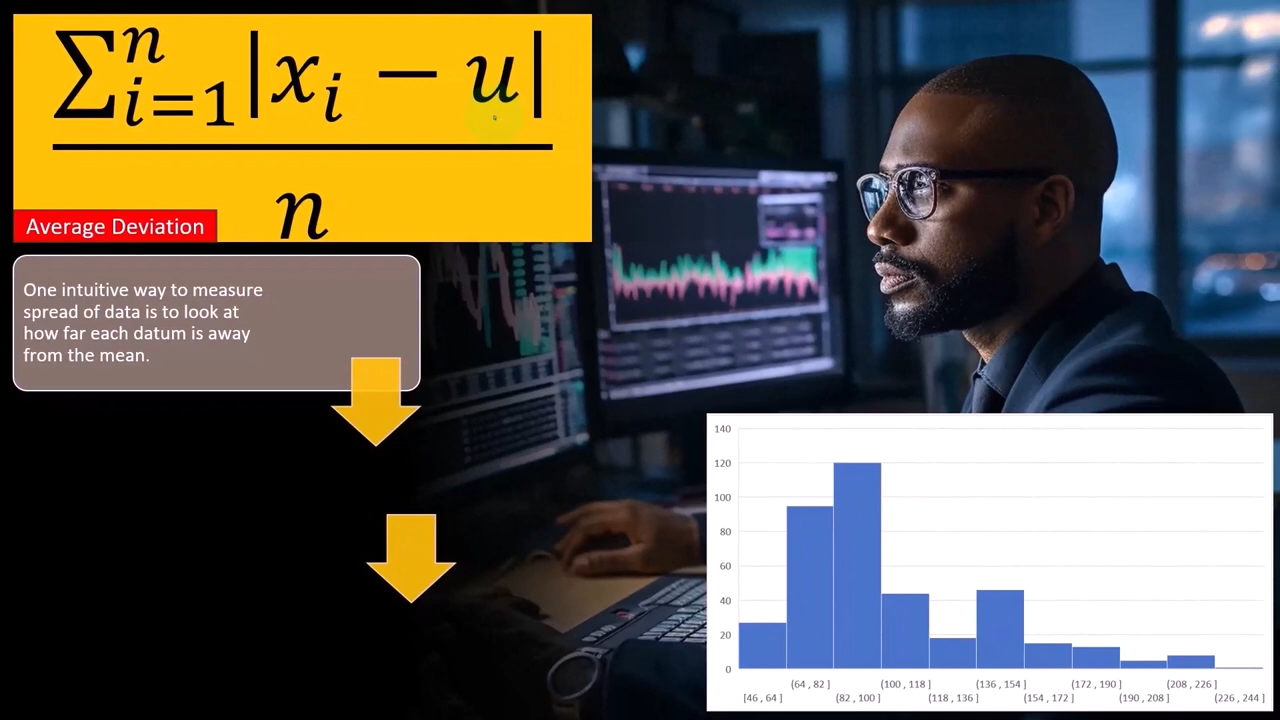 ∑ⁿᵢ₌₁|xᵢ − u|
n
Average Deviation
One intuitive way to measure
spread of data is to look at
how far each datum is away
from the mean.
140
120
100
80
60
40
20
0
[46 , 64 ]
(64 , 82 ]
(82 , 100 ]
(100 , 118 ]
(118 , 136 ]
(136 , 154 ]
(154 , 172 ]
(172 , 190 ]
(190 , 208 ]
(208 , 226 ]
(226 , 244 ]